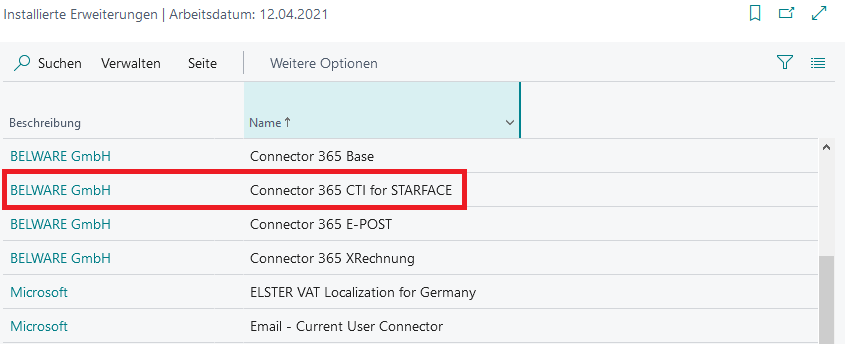 Installierte Erweiterungen | Arbeitsdatum: 12.04.2021
Suchen Verwalten Seite Weitere Optionen
Beschreibung Name ↑
BELWARE GmbH Connector 365 Base
BELWARE GmbH Connector 365 CTI for STARFACE
BELWARE GmbH Connector 365 E-POST
BELWARE GmbH Connector 365 XRechnung
Microsoft ELSTER VAT Localization for Germany
Microsoft Email - Current User Connector